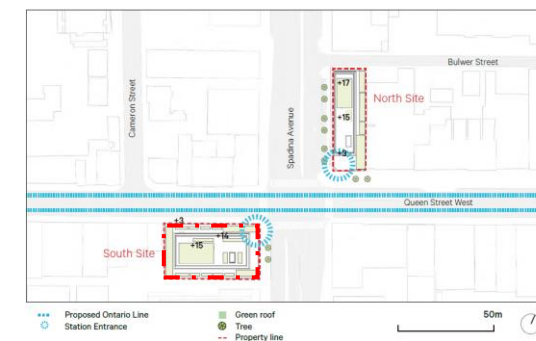 Bulwer Street
+17
North Site
Cameron Street
Spadina Avenue
+15
+3
Queen Street West
+3
+14
South Site
+15
Proposed Ontario Line
Station Entrance
Green roof
Tree
Property line
50m